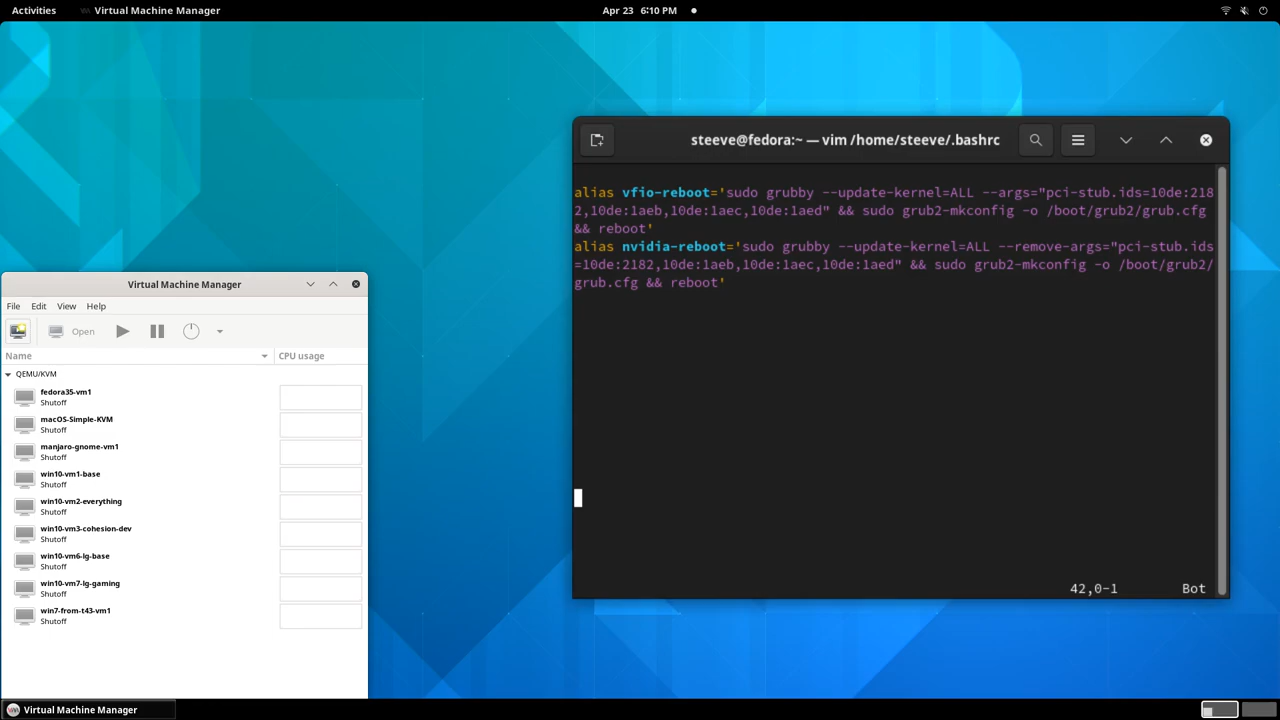 Activities
Virtual Machine Manager
Apr 23 6:10 PM
steeve@fedora:~ — vim /home/steeve/.bashrc
alias vfio-reboot='sudo grubby --update-kernel=ALL --args="pci-stub.ids=10de:218
2,10de:1aeb,10de:1aec,10de:1aed" && sudo grub2-mkconfig -o /boot/grub2/grub.cfg
&& reboot'
alias nvidia-reboot='sudo grubby --update-kernel=ALL --remove-args="pci-stub.ids
=10de:2182,10de:1aeb,10de:1aec,10de:1aed" && sudo grub2-mkconfig -o /boot/grub2/
grub.cfg && reboot'
42,0-1 Bot
Virtual Machine Manager
File Edit View Help
Open
Name CPU usage
QEMU/KVM
fedora35-vm1
Shutoff
macOS-Simple-KVM
Shutoff
manjaro-gnome-vm1
Shutoff
win10-vm1-base
Shutoff
win10-vm2-everything
Shutoff
win10-vm3-cohesion-dev
Shutoff
win10-vm6-lg-base
Shutoff
win10-vm7-lg-gaming
Shutoff
win7-from-t43-vm1
Shutoff
Virtual Machine Manager